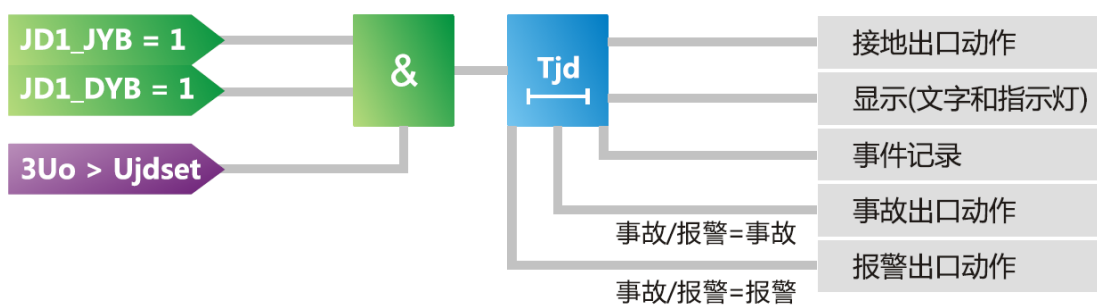 JD1_JYB = 1
JD1_DYB = 1
3Uo > Ujdset
&
Tjd
接地出口动作
显示(文字和指示灯)
事件记录
事故出口动作
事故/报警=事故
报警出口动作
事故/报警=报警